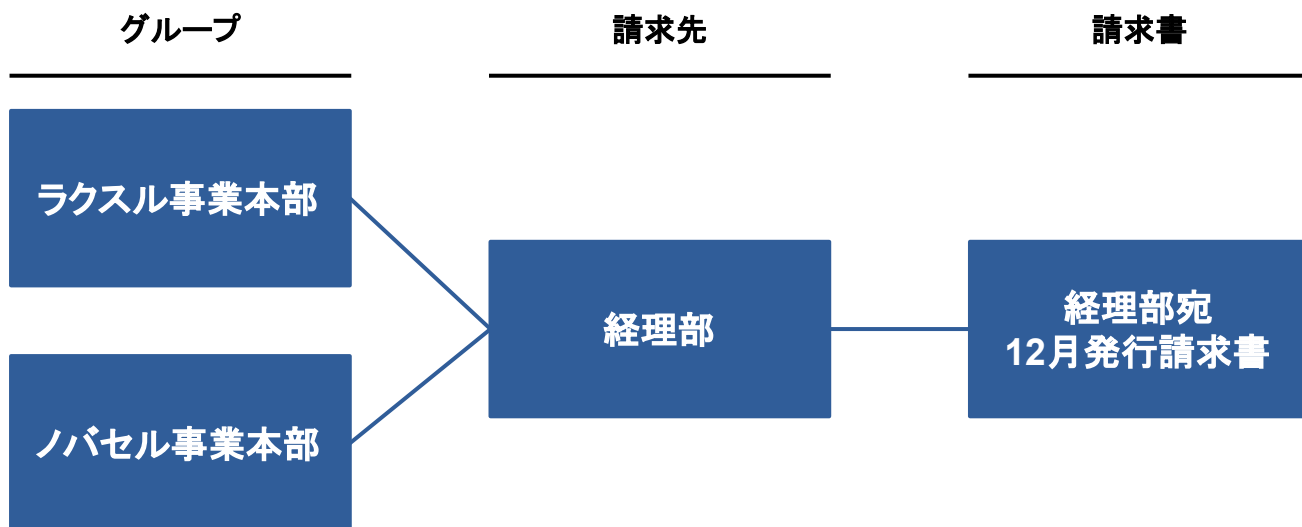 グループ
請求先
請求書
ラクスル事業本部
ノバセル事業本部
経理部
経理部宛
12月発行請求書